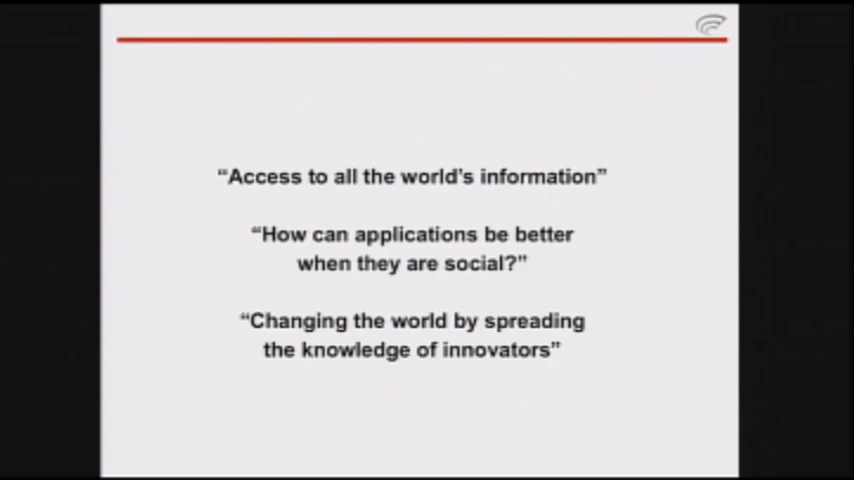 “Access to all the world’s information”
“How can applications be better
when they are social?”
“Changing the world by spreading
the knowledge of innovators”